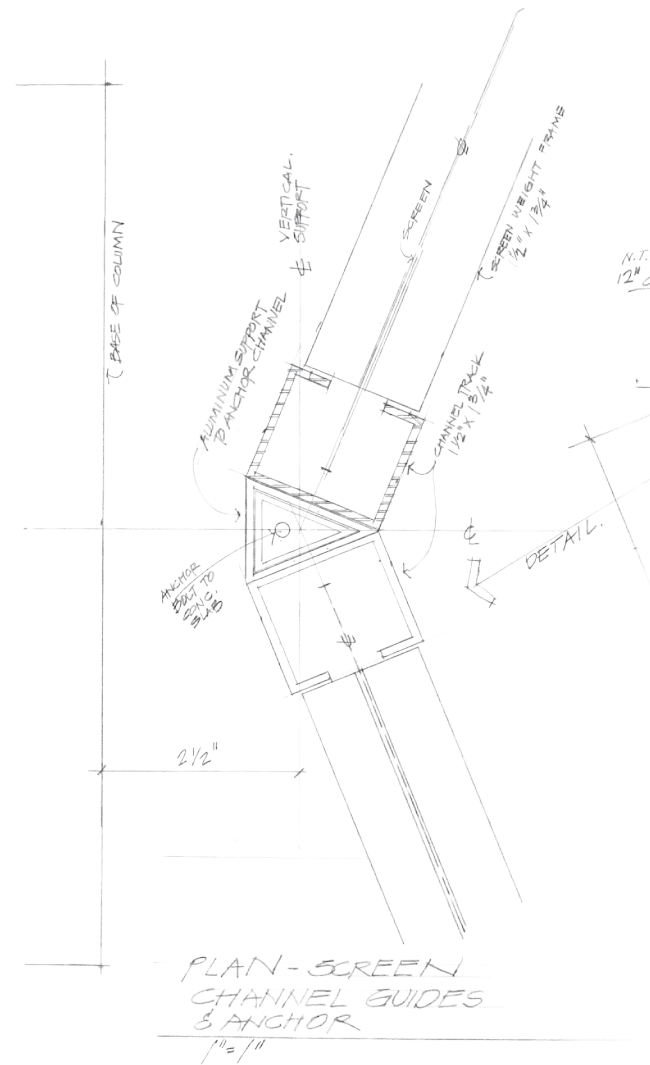 BASE OF COLUMN
℄ VERTICAL
SUPPORT
SCREEN
℄
SCREEN WEIGHT FRAME
1/2" X 1 3/4"
N.T.
12"
ALUMINUM SUPPORT
TO ANCHOR CHANNEL
CHANNEL TRACK
1 1/2" X 1 3/4"
℄
DETAIL.
ANCHOR
BOLT TO
CONC.
SLAB
℄
2 1/2"
PLAN - SCREEN
CHANNEL GUIDES
& ANCHOR
1" = 1"